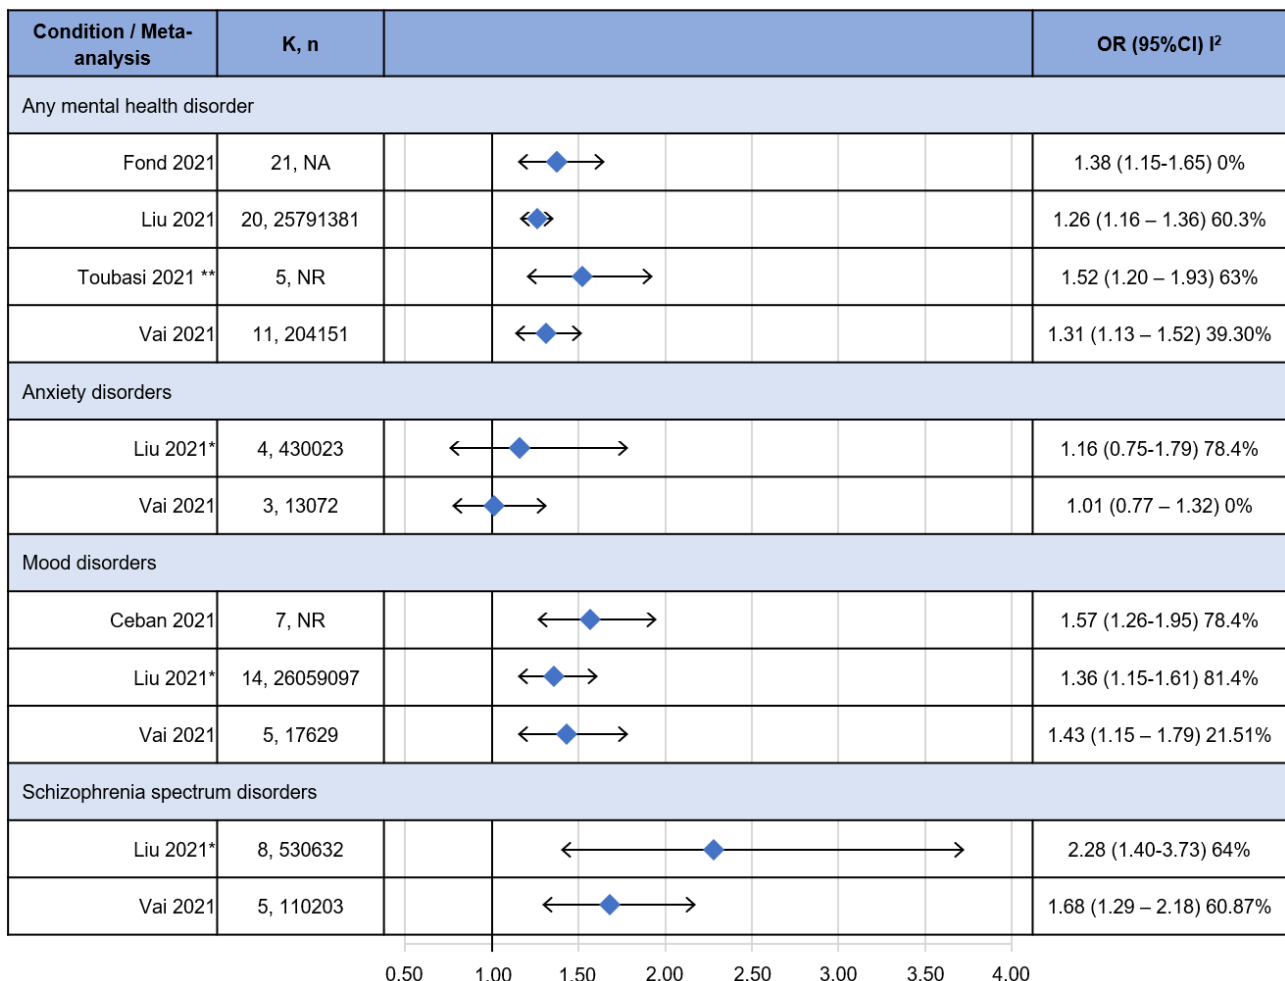 Condition / Meta-
analysis
K, n
OR (95%CI) I²
Any mental health disorder
Fond 2021 21, NA 1.38 (1.15-1.65) 0%
Liu 2021 20, 25791381 1.26 (1.16 – 1.36) 60.3%
Toubasi 2021 ** 5, NR 1.52 (1.20 – 1.93) 63%
Vai 2021 11, 204151 1.31 (1.13 – 1.52) 39.30%
Anxiety disorders
Liu 2021* 4, 430023 1.16 (0.75-1.79) 78.4%
Vai 2021 3, 13072 1.01 (0.77 – 1.32) 0%
Mood disorders
Ceban 2021 7, NR 1.57 (1.26-1.95) 78.4%
Liu 2021* 14, 26059097 1.36 (1.15-1.61) 81.4%
Vai 2021 5, 17629 1.43 (1.15 – 1.79) 21.51%
Schizophrenia spectrum disorders
Liu 2021* 8, 530632 2.28 (1.40-3.73) 64%
Vai 2021 5, 110203 1.68 (1.29 – 2.18) 60.87%
0.50 1.00 1.50 2.00 2.50 3.00 3.50 4.00